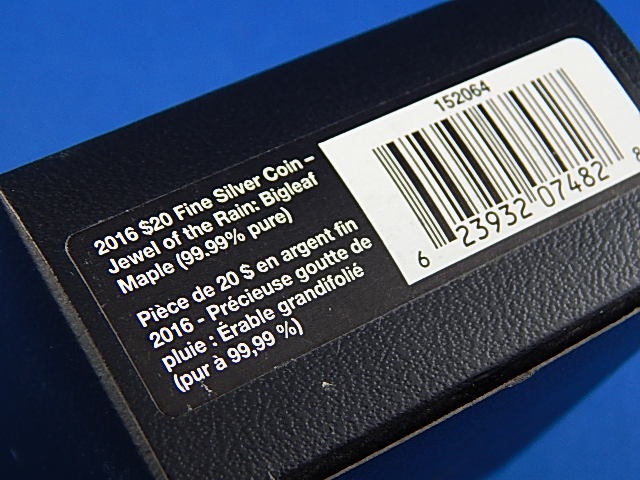 2016 $20 Fine Silver Coin –
Jewel of the Rain: Bigleaf
Maple (99.99% pure)
Pièce de 20 $ en argent fin
2016 - Précieuse goutte de
pluie : Érable grandifolié
(pur à 99,99 %)
152064
6 23932 07482 8